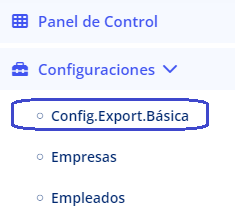 Panel de Control
Configuraciones
Config.Export.Básica
Empresas
Empleados